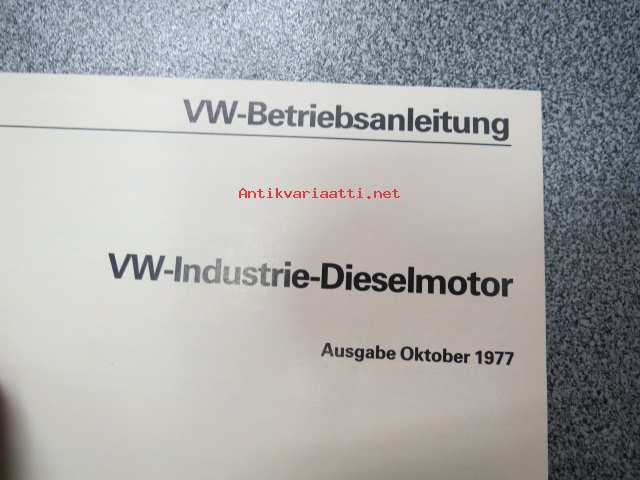 VW-Betriebsanleitung
Antikvariaatti.net
VW-Industrie-Dieselmotor
Ausgabe Oktober 1977